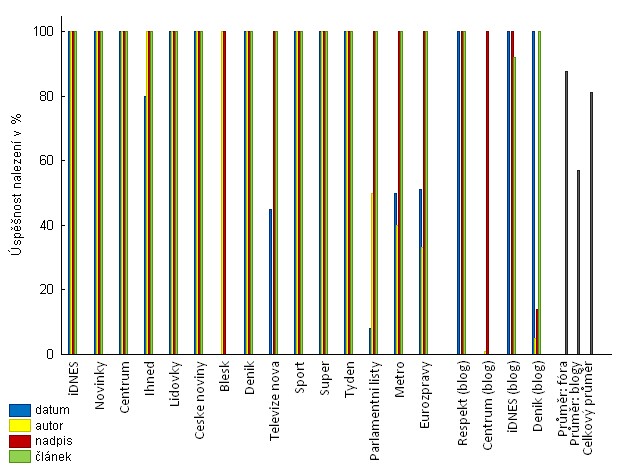 Úspěšnost nalezení v %
100
80
60
40
20
0
iDNES
Novinky
Centrum
Ihned
Lidovky
Ceske noviny
Blesk
Denik
Televize nova
Sport
Super
Tyden
Parlamentni listy
Metro
Eurozpravy
Respekt (blog)
Centrum (blog)
iDNES (blog)
Denik (blog)
Průměr: fóra
Průměr: blogy
Celkový průměr
datum
autor
nadpis
článek